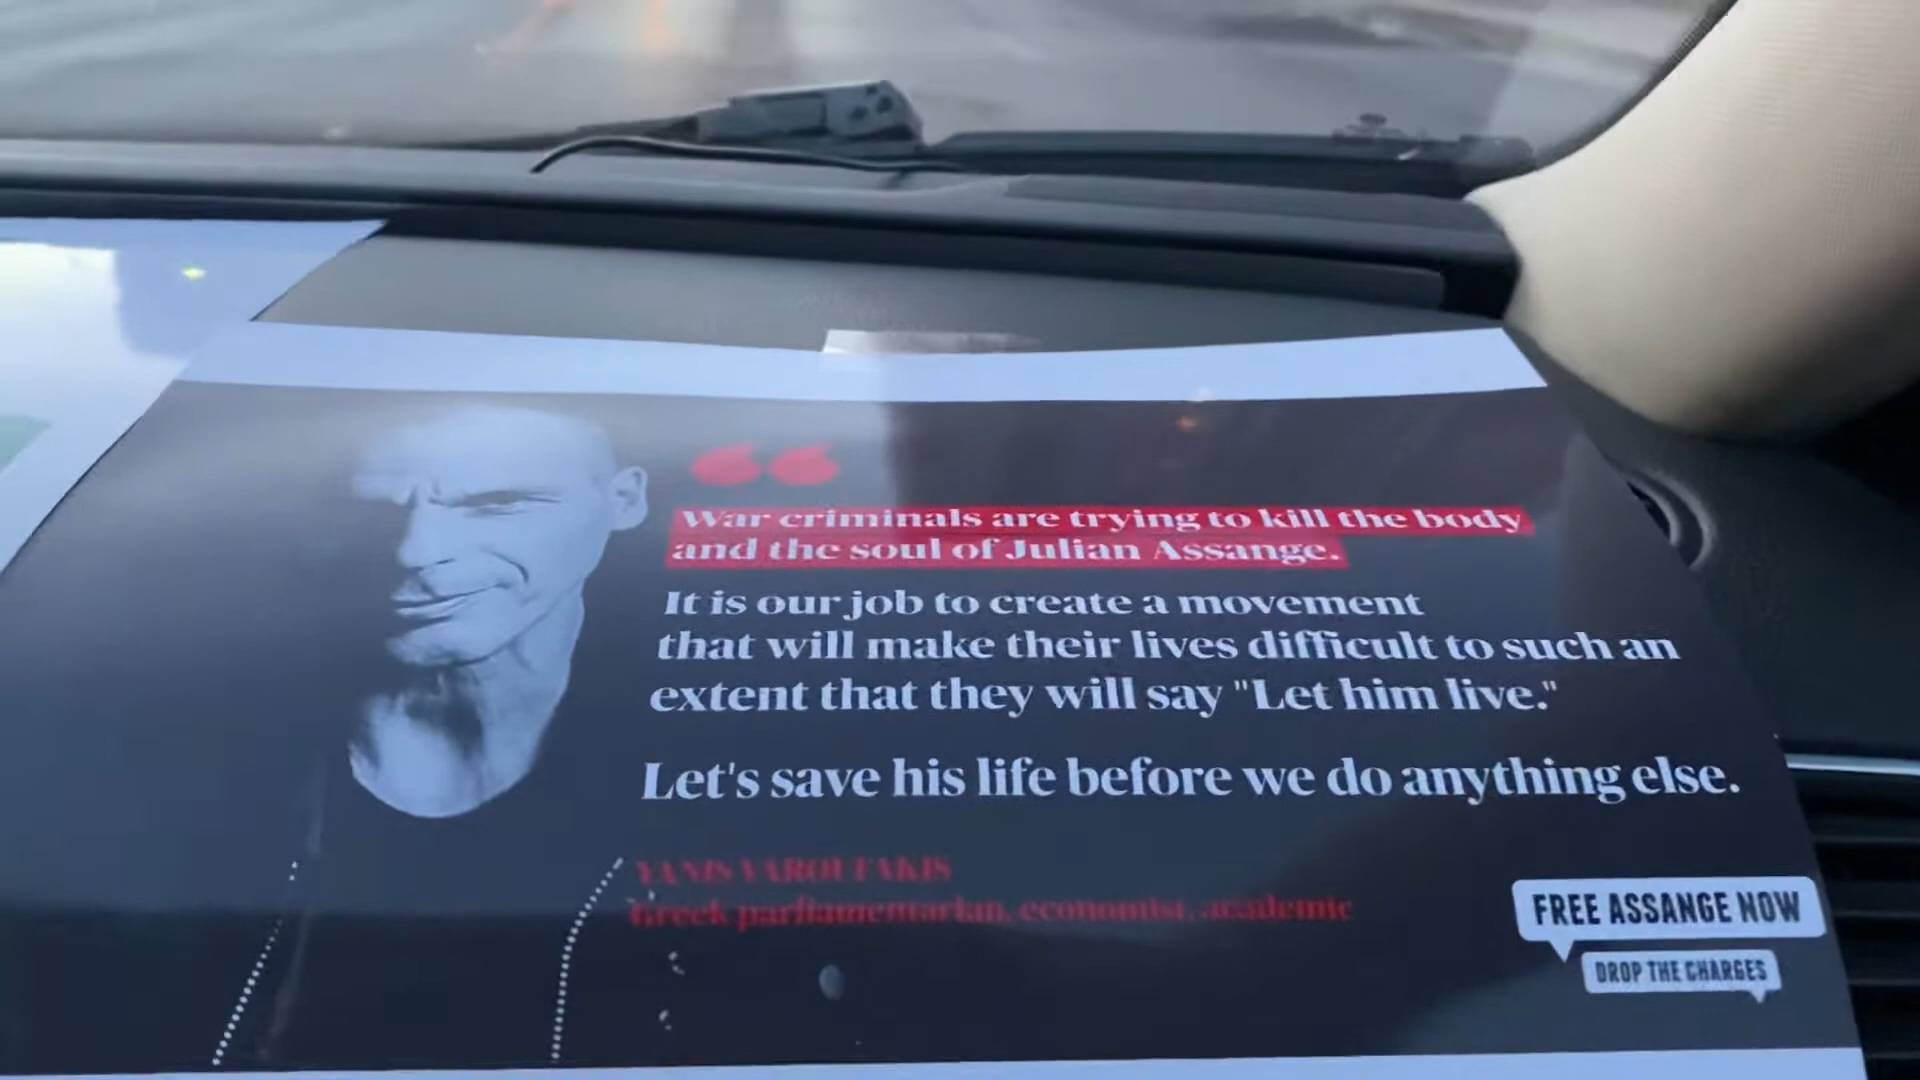 War criminals are trying to kill the body
and the soul of Julian Assange.
It is our job to create a movement
that will make their lives difficult to such an
extent that they will say "Let him live."
Let's save his life before we do anything else.
YANIS VAROUFAKIS
Greek parliamentarian, economist, academic
FREE ASSANGE NOW
DROP THE CHARGES